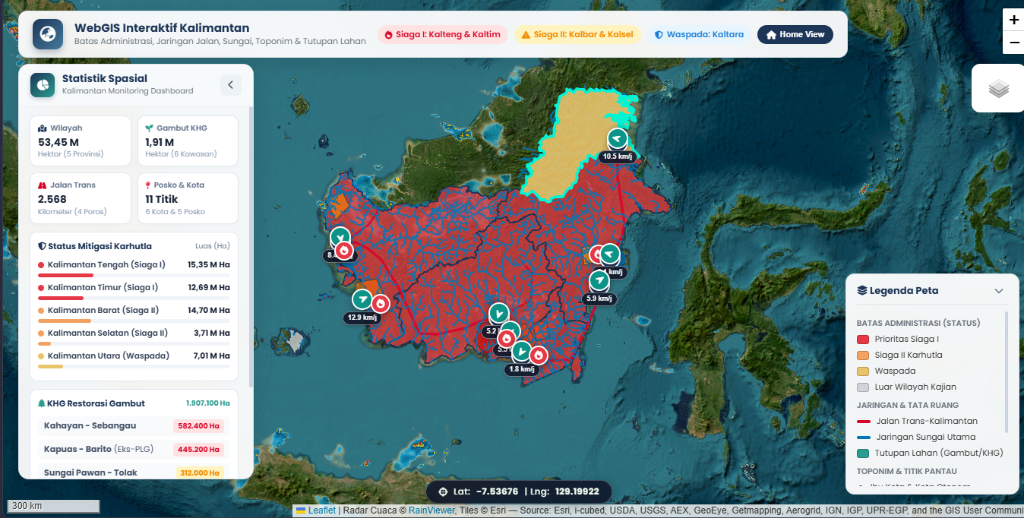 WebGIS Interaktif Kalimantan
Batas Administrasi, Jaringan Jalan, Sungai, Toponim & Tutupan Lahan
Siaga I: Kalteng & Kaltim
Siaga II: Kalbar & Kalsel
Waspada: Kaltara
Home View
+
−
Statistik Spasial
Kalimantan Monitoring Dashboard
Wilayah
53,45 M
Hektar (5 Provinsi)
Gambut KHG
1,91 M
Hektar (6 Kawasan)
Jalan Trans
2.568
Kilometer (4 Poros)
Posko & Kota
11 Titik
6 Kota & 5 Posko
Status Mitigasi Karhutla
Luas (Ha)
Kalimantan Tengah (Siaga I) 15,35 M Ha
Kalimantan Timur (Siaga I) 12,69 M Ha
Kalimantan Barat (Siaga II) 14,70 M Ha
Kalimantan Selatan (Siaga II) 3,71 M Ha
Kalimantan Utara (Waspada) 7,01 M Ha
KHG Restorasi Gambut 1.907.100 Ha
Kahayan - Sebangau 582.400 Ha
Kapuas - Barito (Eks-PLG) 445.200 Ha
Sungai Pawan - Tolak 312.000 Ha
10.5 km/j
5.9 km/j
12.9 km/j
5.2
1.8 km/j
Legenda Peta
BATAS ADMINISTRASI (STATUS)
Prioritas Siaga I
Siaga II Karhutla
Waspada
Luar Wilayah Kajian
JARINGAN & TATA RUANG
Jalan Trans-Kalimantan
Jaringan Sungai Utama
Tutupan Lahan (Gambut/KHG)
TOPONIM & TITIK PANTAU
Lat: -7.53676 | Lng: 129.19922
300 km
Leaflet | Radar Cuaca © RainViewer, Tiles © Esri — Source: Esri, i-cubed, USDA, USGS, AEX, GeoEye, Getmapping, Aerogrid, IGN, IGP, UPR-EGP, and the GIS User Commun